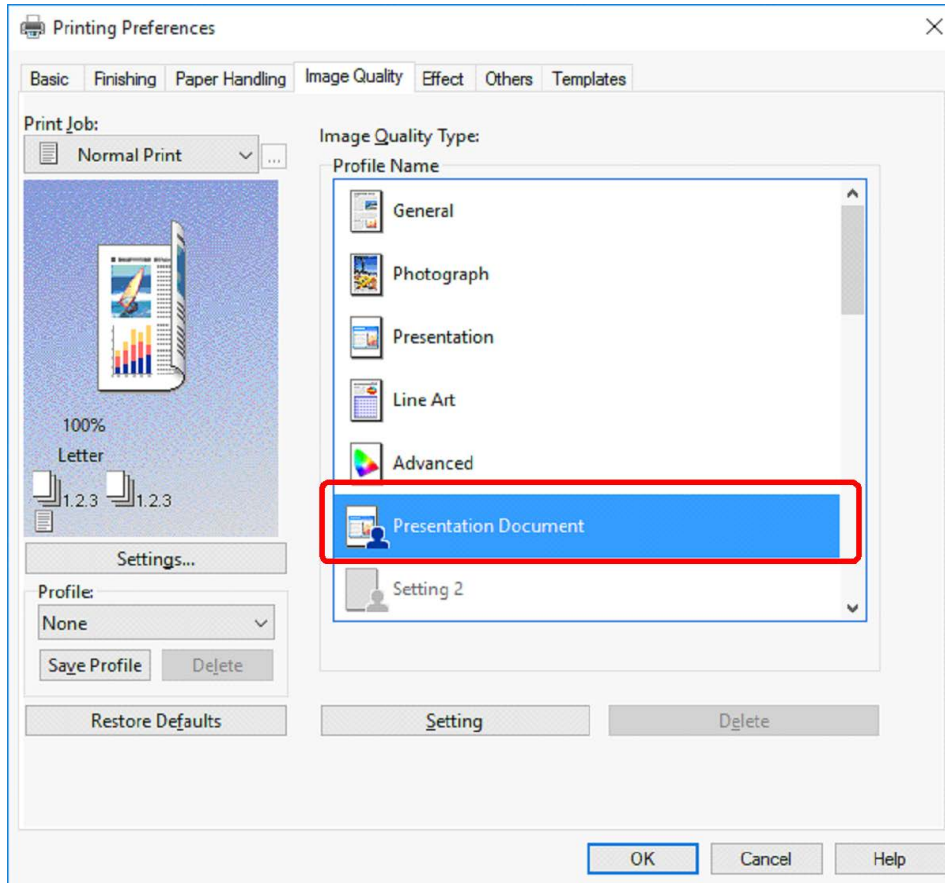 Printing Preferences
Basic Finishing Paper Handling Image Quality Effect Others Templates
Print Job:
Normal Print
...
100%
Letter
1.2.3 1.2.3
Settings...
Profile:
None
Save Profile Delete
Restore Defaults
Image Quality Type:
Profile Name
General
Photograph
Presentation
Line Art
Advanced
Presentation Document
Setting 2
Setting Delete
OK Cancel Help